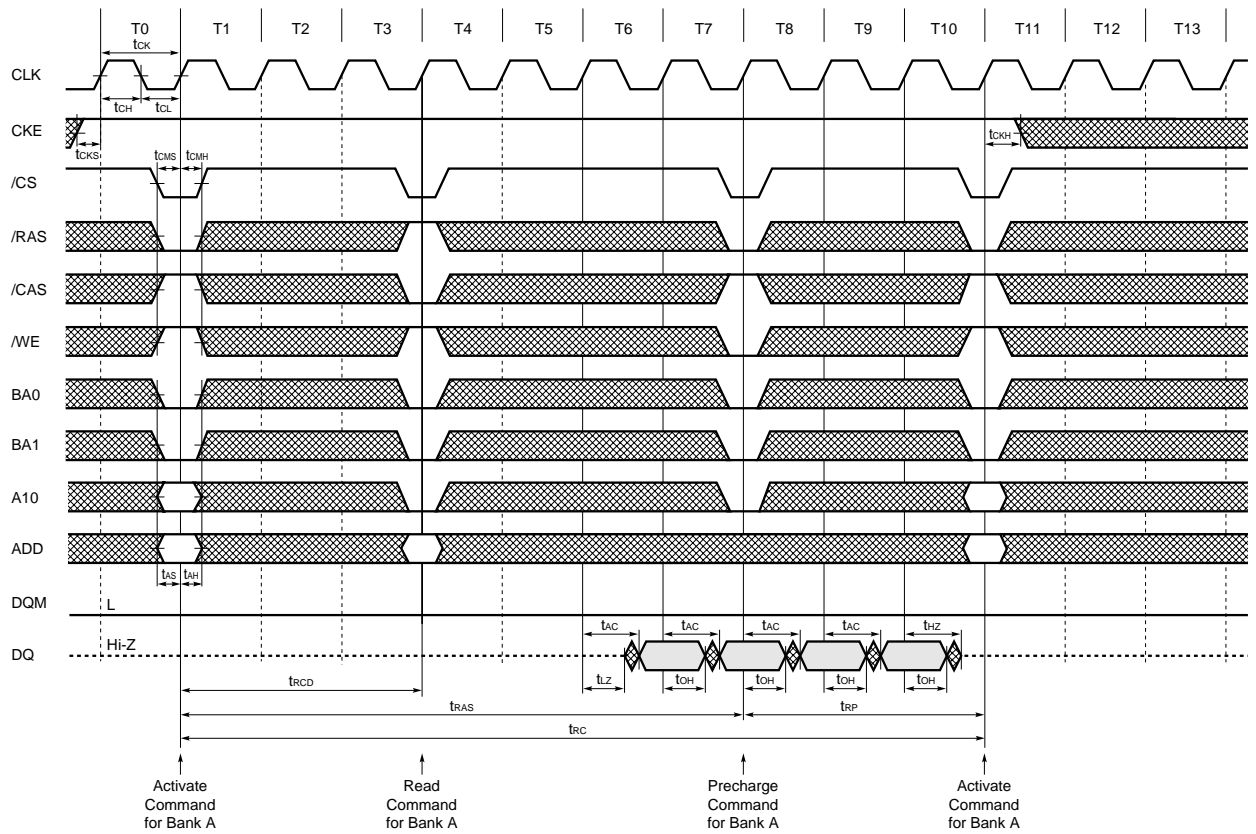 T0 T1 T2 T3 T4 T5 T6 T7 T8 T9 T10 T11 T12 T13
tCK
CLK
tCH tCL
CKE
tCKS tCKH
tCMS tCMH
/CS
/RAS
/CAS
/WE
BA0
BA1
A10
ADD
tAS tAH
DQM L
tAC tAC tAC tAC tHZ
Hi-Z
DQ
tLZ tOH tOH tOH tOH
tRCD
tRAS tRP
tRC
Activate
Command
for Bank A
Read
Command
for Bank A
Precharge
Command
for Bank A
Activate
Command
for Bank A